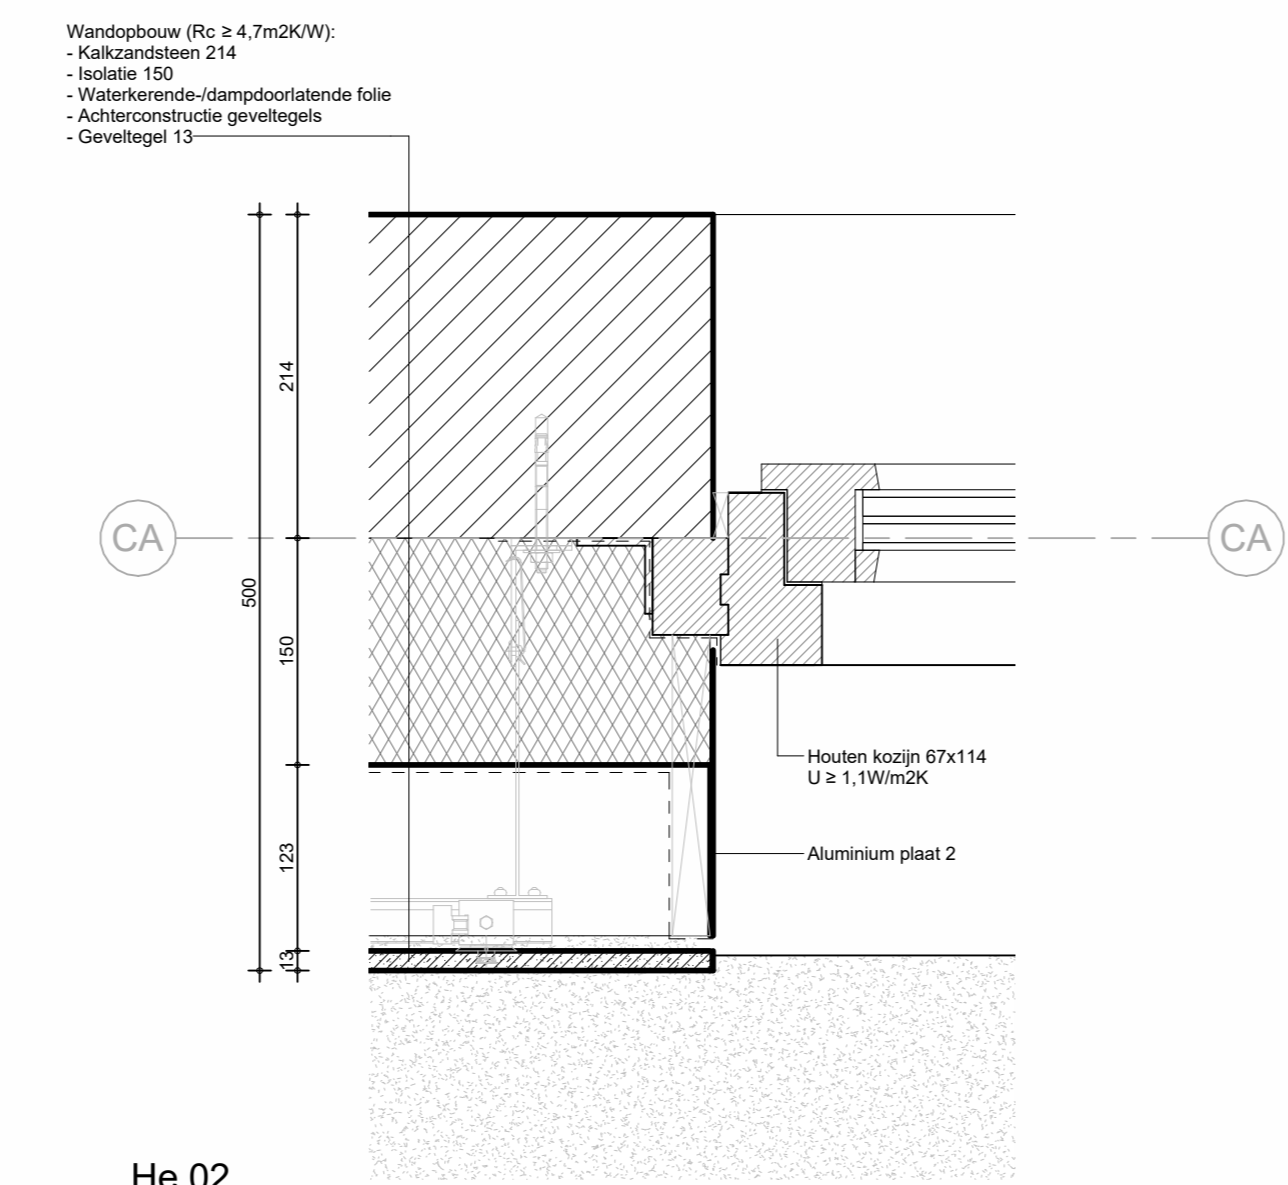 Wandopbouw (Rc ≥ 4,7m2K/W):
- Kalkzandsteen 214
- Isolatie 150
- Waterkerende-/dampdoorlatende folie
- Achterconstructie geveltegels
- Geveltegel 13
214
CA
CA
500
150
Houten kozijn 67x114
U ≥ 1,1W/m2K
123
Aluminium plaat 2
13
He 02